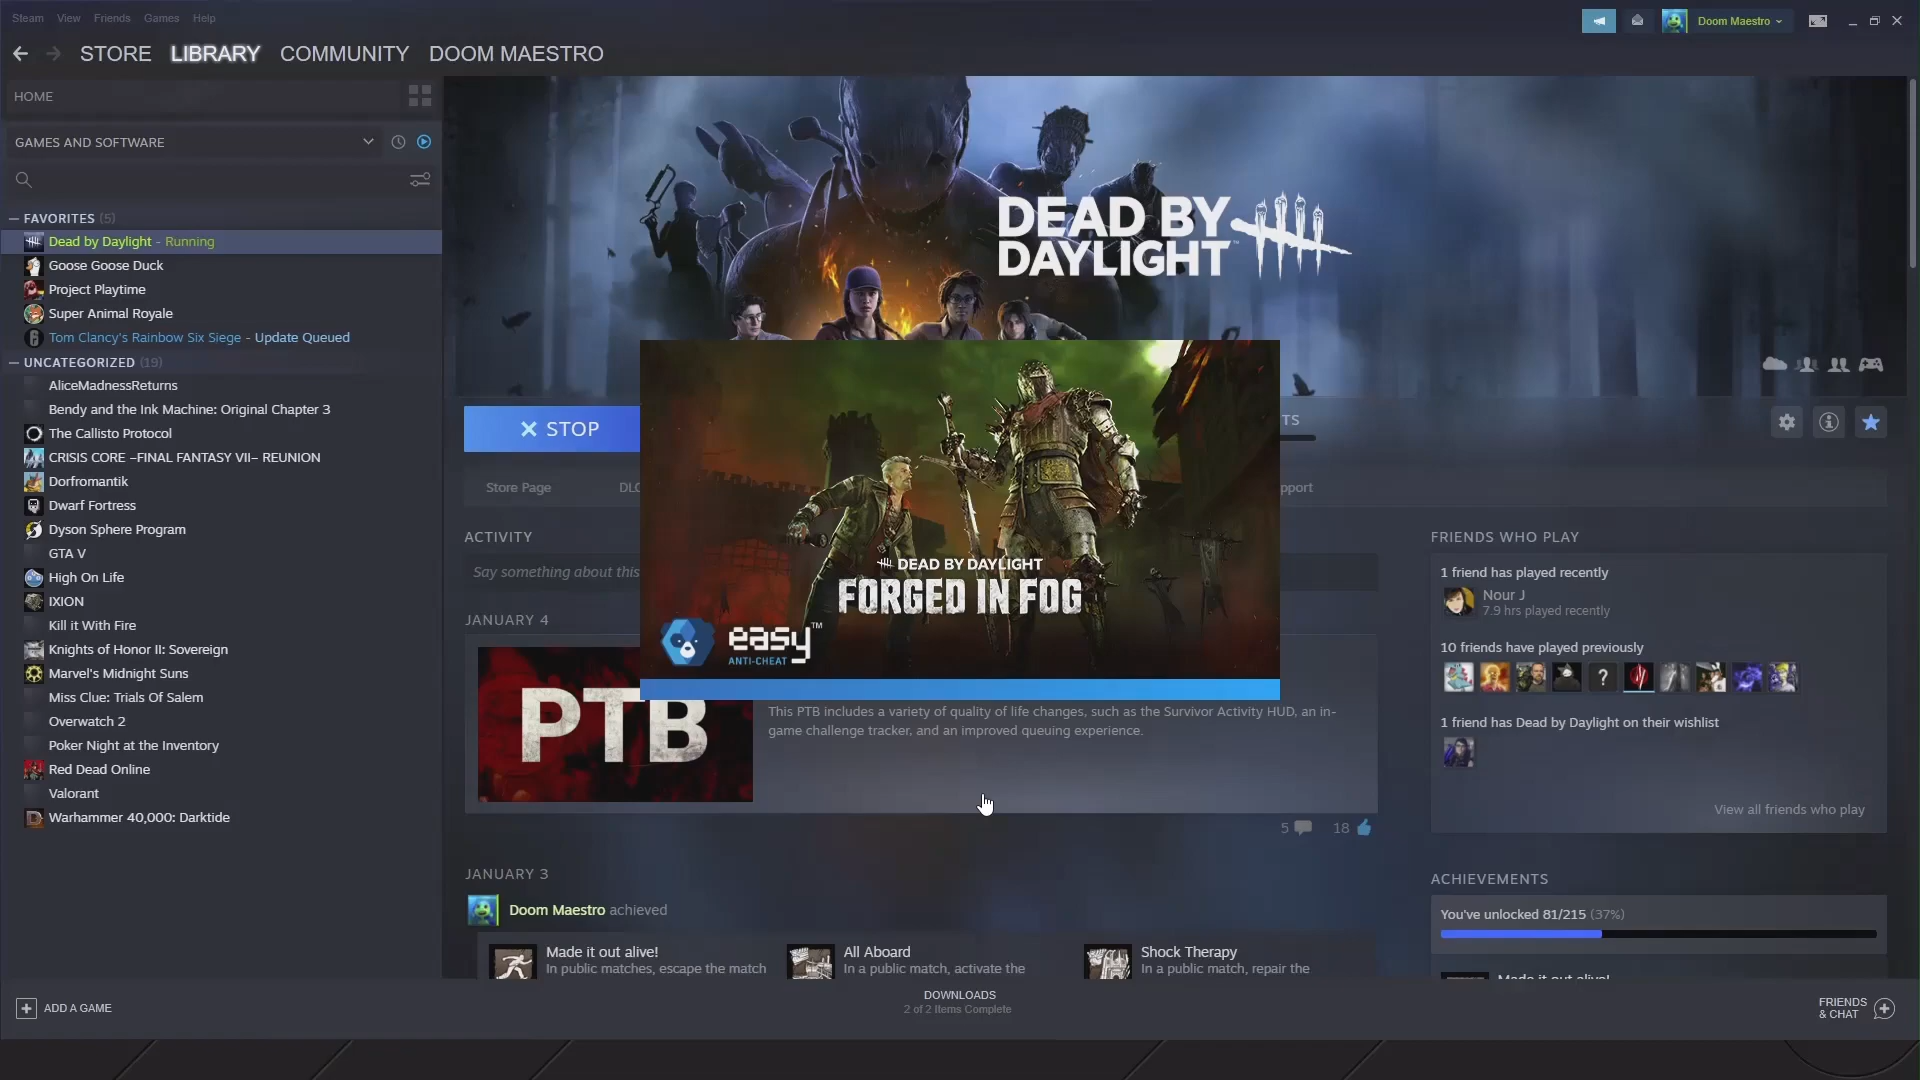 Steam View Friends Games Help
Doom Maestro
STORE LIBRARY COMMUNITY DOOM MAESTRO
HOME
GAMES AND SOFTWARE
FAVORITES (5)
Dead by Daylight - Running
Goose Goose Duck
Project Playtime
Super Animal Royale
Tom Clancy's Rainbow Six Siege - Update Queued
UNCATEGORIZED (19)
AliceMadnessReturns
Bendy and the Ink Machine: Original Chapter 3
The Callisto Protocol
CRISIS CORE –FINAL FANTASY VII– REUNION
Dorfromantik
Dwarf Fortress
Dyson Sphere Program
GTA V
High On Life
IXION
Kill it With Fire
Knights of Honor II: Sovereign
Marvel's Midnight Suns
Miss Clue: Trials Of Salem
Overwatch 2
Poker Night at the Inventory
Red Dead Online
Valorant
Warhammer 40,000: Darktide
ADD A GAME
DEAD BY
DAYLIGHT™
STOP
TS
Store Page DLC pport
DEAD BY DAYLIGHT
FORGED IN FOG
easy™
ANTI-CHEAT
ACTIVITY
Say something about this
JANUARY 4
PTB
This PTB includes a variety of quality of life changes, such as the Survivor Activity HUD, an in-
game challenge tracker, and an improved queuing experience.
5 18
JANUARY 3
Doom Maestro achieved
Made it out alive!
In public matches, escape the match
All Aboard
In a public match, activate the
Shock Therapy
In a public match, repair the
FRIENDS WHO PLAY
1 friend has played recently
Nour J
7.9 hrs played recently
10 friends have played previously
?
1 friend has Dead by Daylight on their wishlist
View all friends who play
ACHIEVEMENTS
You've unlocked 81/215 (37%)
Made it out alive!
DOWNLOADS
2 of 2 Items Complete
FRIENDS
& CHAT